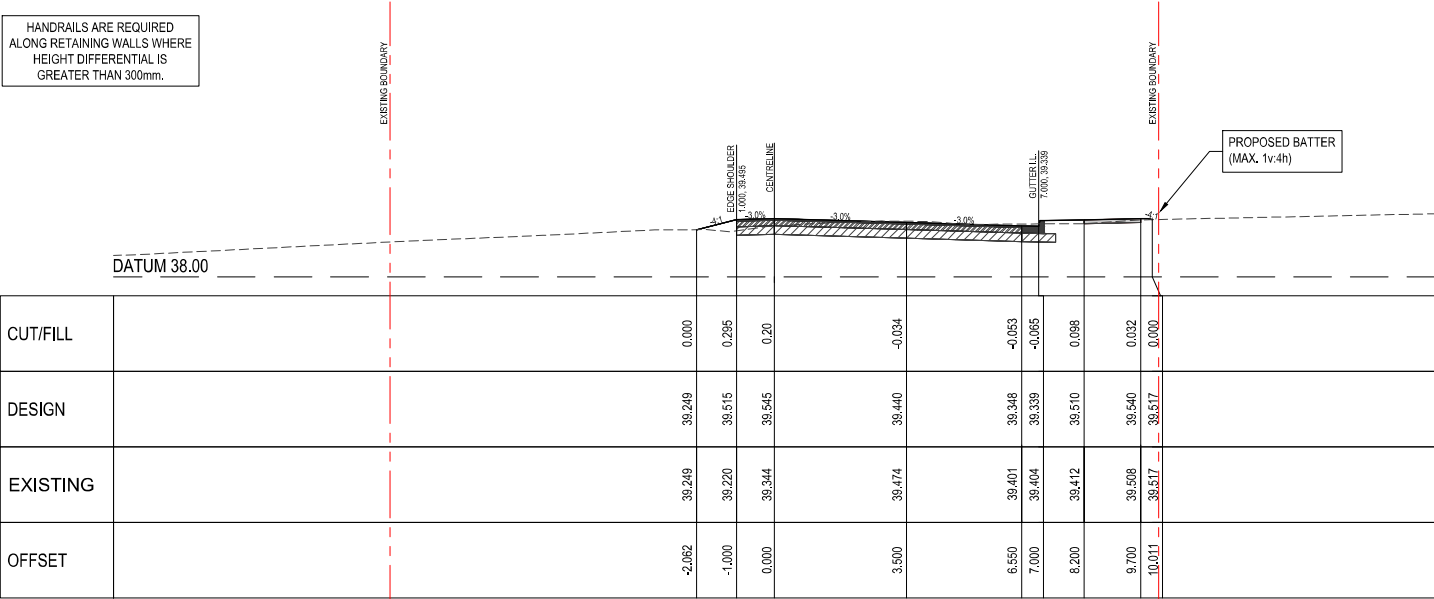 HANDRAILS ARE REQUIRED
ALONG RETAINING WALLS WHERE
HEIGHT DIFFERENTIAL IS
GREATER THAN 300mm.
EXISTING BOUNDARY
EXISTING BOUNDARY
PROPOSED BATTER
(MAX. 1v:4h)
EDGE SHOULDER
1.000, 39.495
CENTRELINE
GUTTER I.L.
7.000, 39.339
-4:1
-3.0%
-3.0%
-3.0%
-4:1
DATUM 38.00
CUT/FILL 0.000 0.295 0.20 -0.034 -0.053 -0.065 0.098 0.032 0.000
DESIGN 39.249 39.515 39.545 39.440 39.348 39.339 39.510 39.540 39.517
EXISTING 39.249 39.220 39.344 39.474 39.401 39.404 39.412 39.508 39.517
OFFSET -2.062 -1.000 0.000 3.500 6.550 7.000 8.200 9.700 10.011